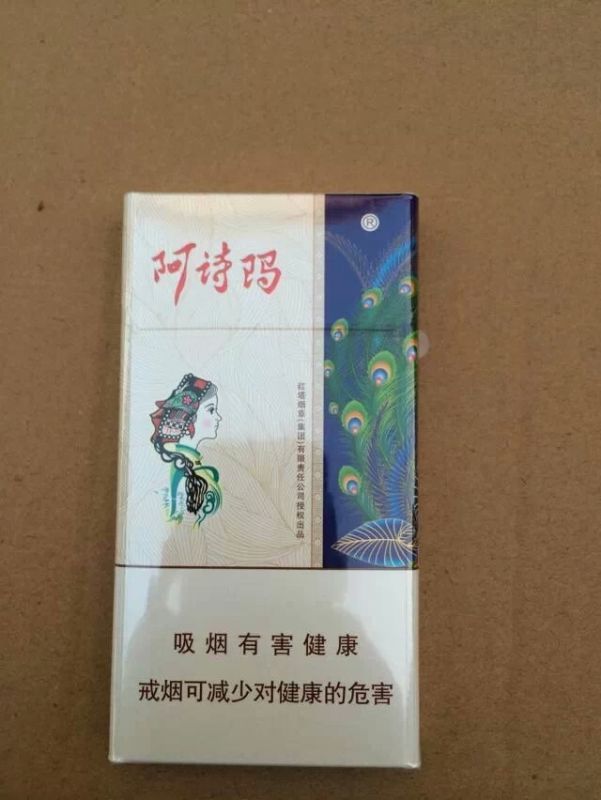 ®
阿诗玛
红塔烟草(集团)有限责任公司授权出品
吸烟有害健康
戒烟可减少对健康的危害